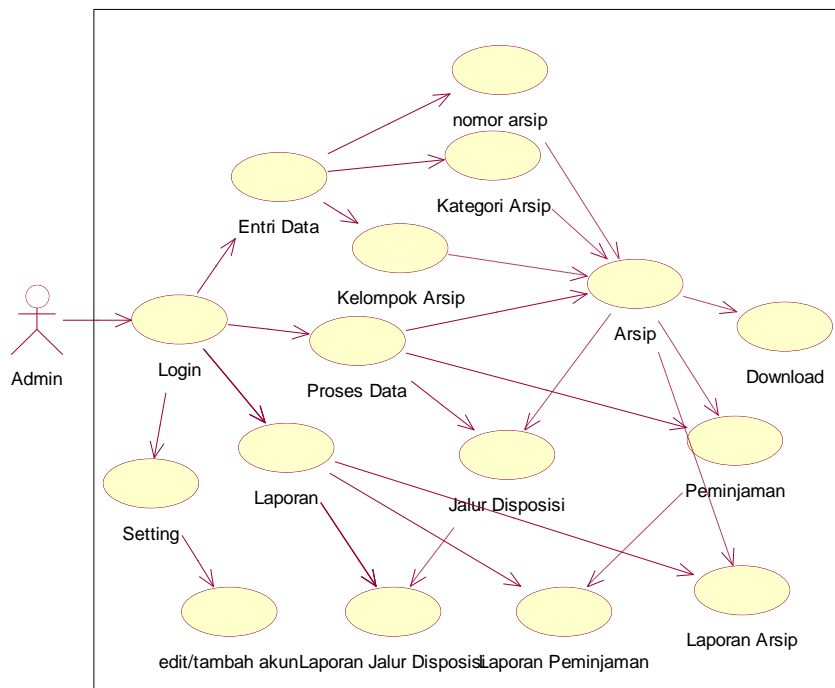 nomor arsip
Kategori Arsip
Entri Data
Kelompok Arsip
Arsip
Admin
Login
Proses Data
Download
Laporan
Jalur Disposisi
Peminjaman
Setting
Laporan Arsip
edit/tambah akun
Laporan Jalur Disposisi
Laporan Peminjaman